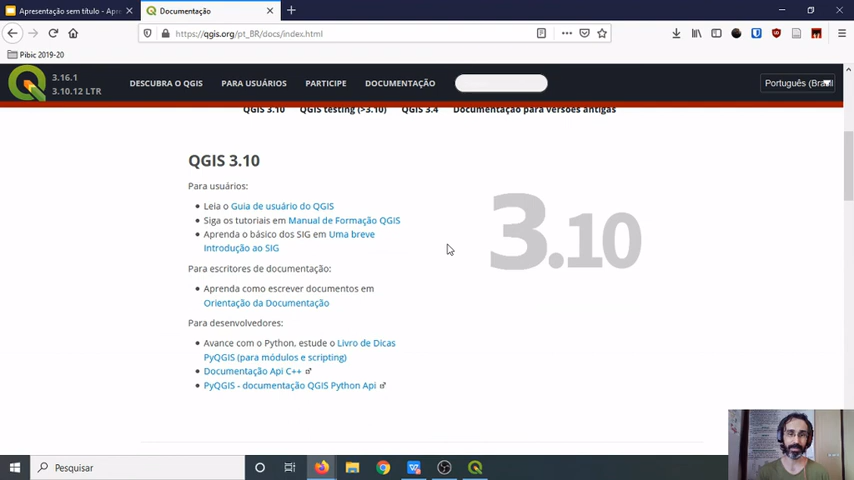 Apresentação sem título - Apre
Documentação
https://qgis.org/pt_BR/docs/index.html
Pibic 2019-20
3.16.1
3.10.12 LTR
DESCUBRA O QGIS
PARA USUÁRIOS
PARTICIPE
DOCUMENTAÇÃO
Português (Brasil
QGIS 3.10
QGIS testing (>3.10)
QGIS 3.4
Documentação para versões antigas
QGIS 3.10
Para usuários:
Leia o Guia de usuário do QGIS
Siga os tutoriais em Manual de Formação QGIS
Aprenda o básico dos SIG em Uma breve
Introdução ao SIG
Para escritores de documentação:
Aprenda como escrever documentos em
Orientação da Documentação
Para desenvolvedores:
Avance com o Python, estude o Livro de Dicas
PyQGIS (para módulos e scripting)
Documentação Api C++
PyQGIS - documentação QGIS Python Api
3.10
Pesquisar